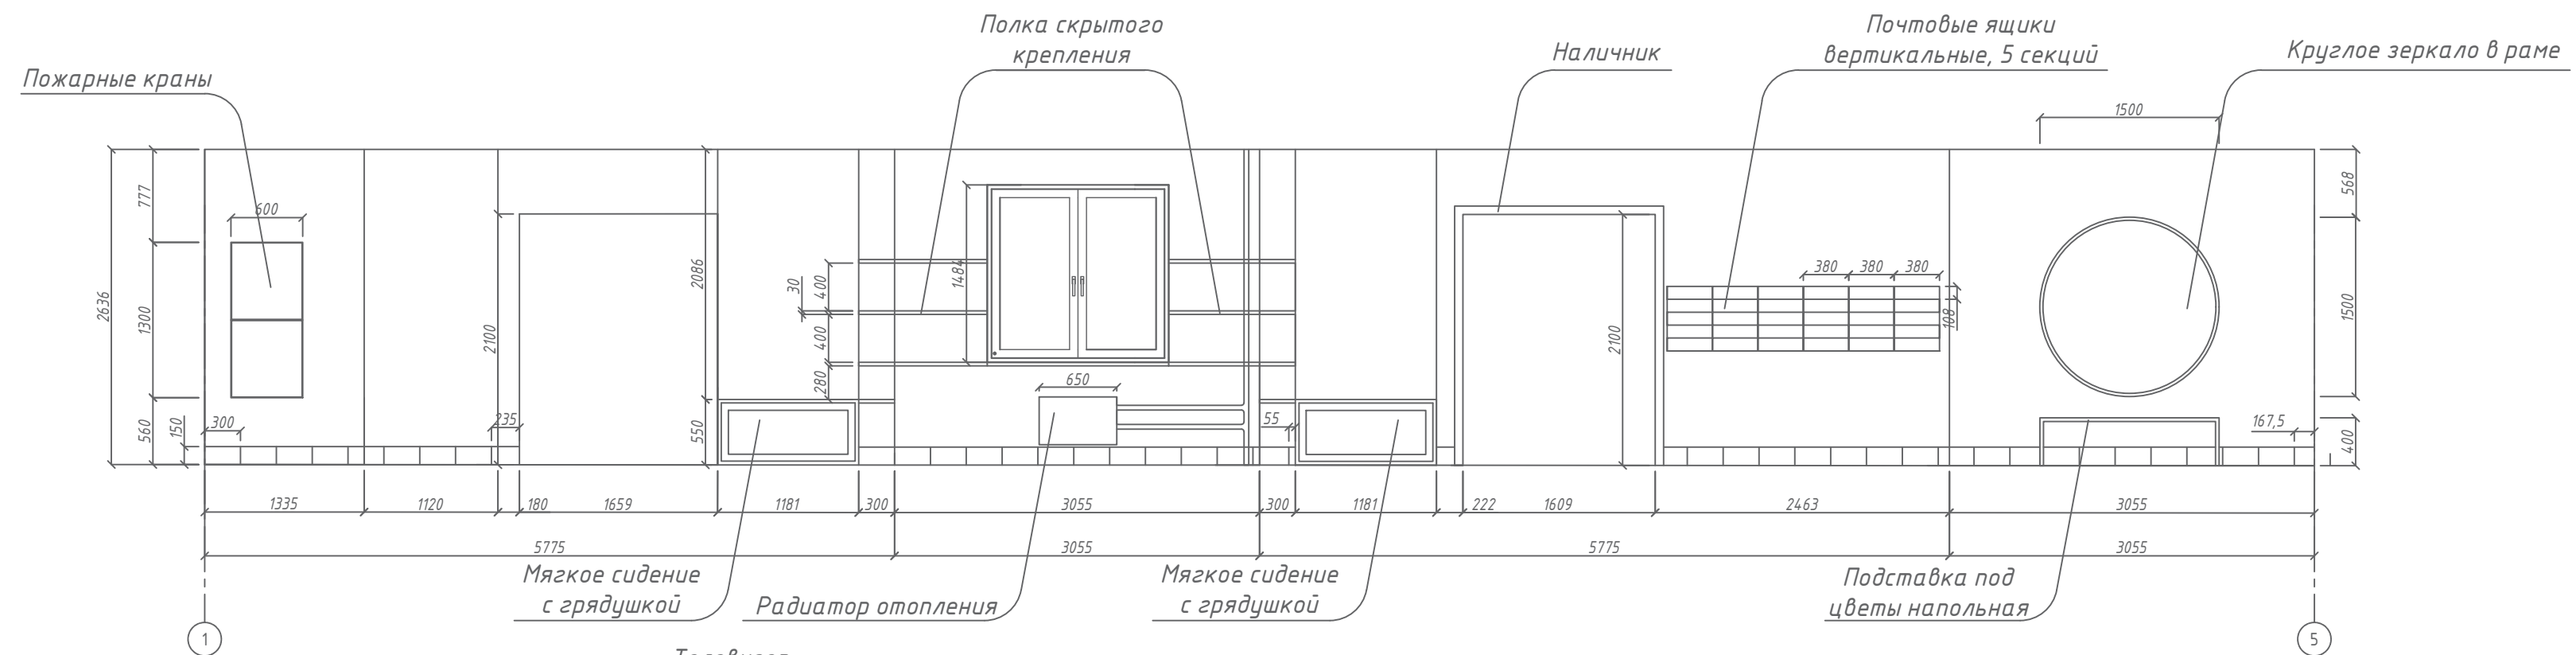 Полка скрытого
крепления
Почтовые ящики
вертикальные, 5 секций
Наличник
Круглое зеркало в раме
Пожарные краны
1500
777
568
600
2636
1300
2086
30
400
1484
380 380 380
108
1500
2100
400
2100
280
650
560
150
300
235
550
55
167,5
400
1335 1120 180 1659 1181 300 3055 300 1181 222 1609 2463 3055
5775 3055 5775 3055
Мягкое сидение
с грядушкой
Радиатор отопления
Мягкое сидение
с грядушкой
Подставка под
цветы напольная
1
5